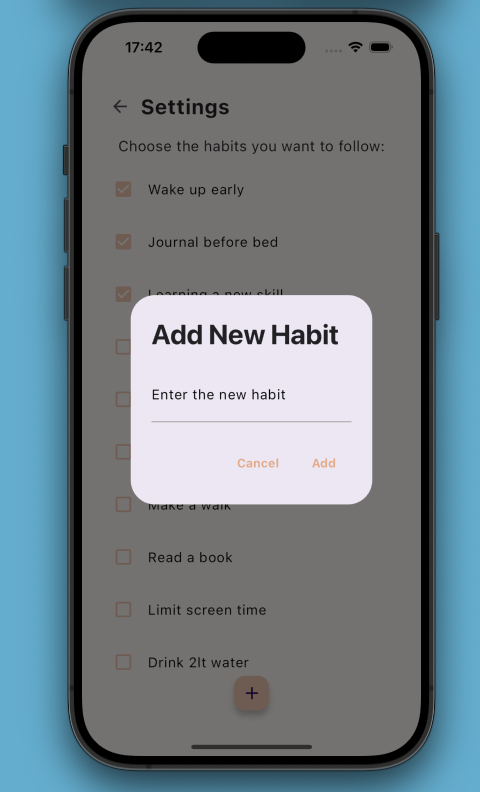 17:42
Settings
Choose the habits you want to follow:
Wake up early
Journal before bed
Learning a new skill
Add New Habit
Enter the new habit
Cancel Add
Make a walk
Read a book
Limit screen time
Drink 2lt water
+